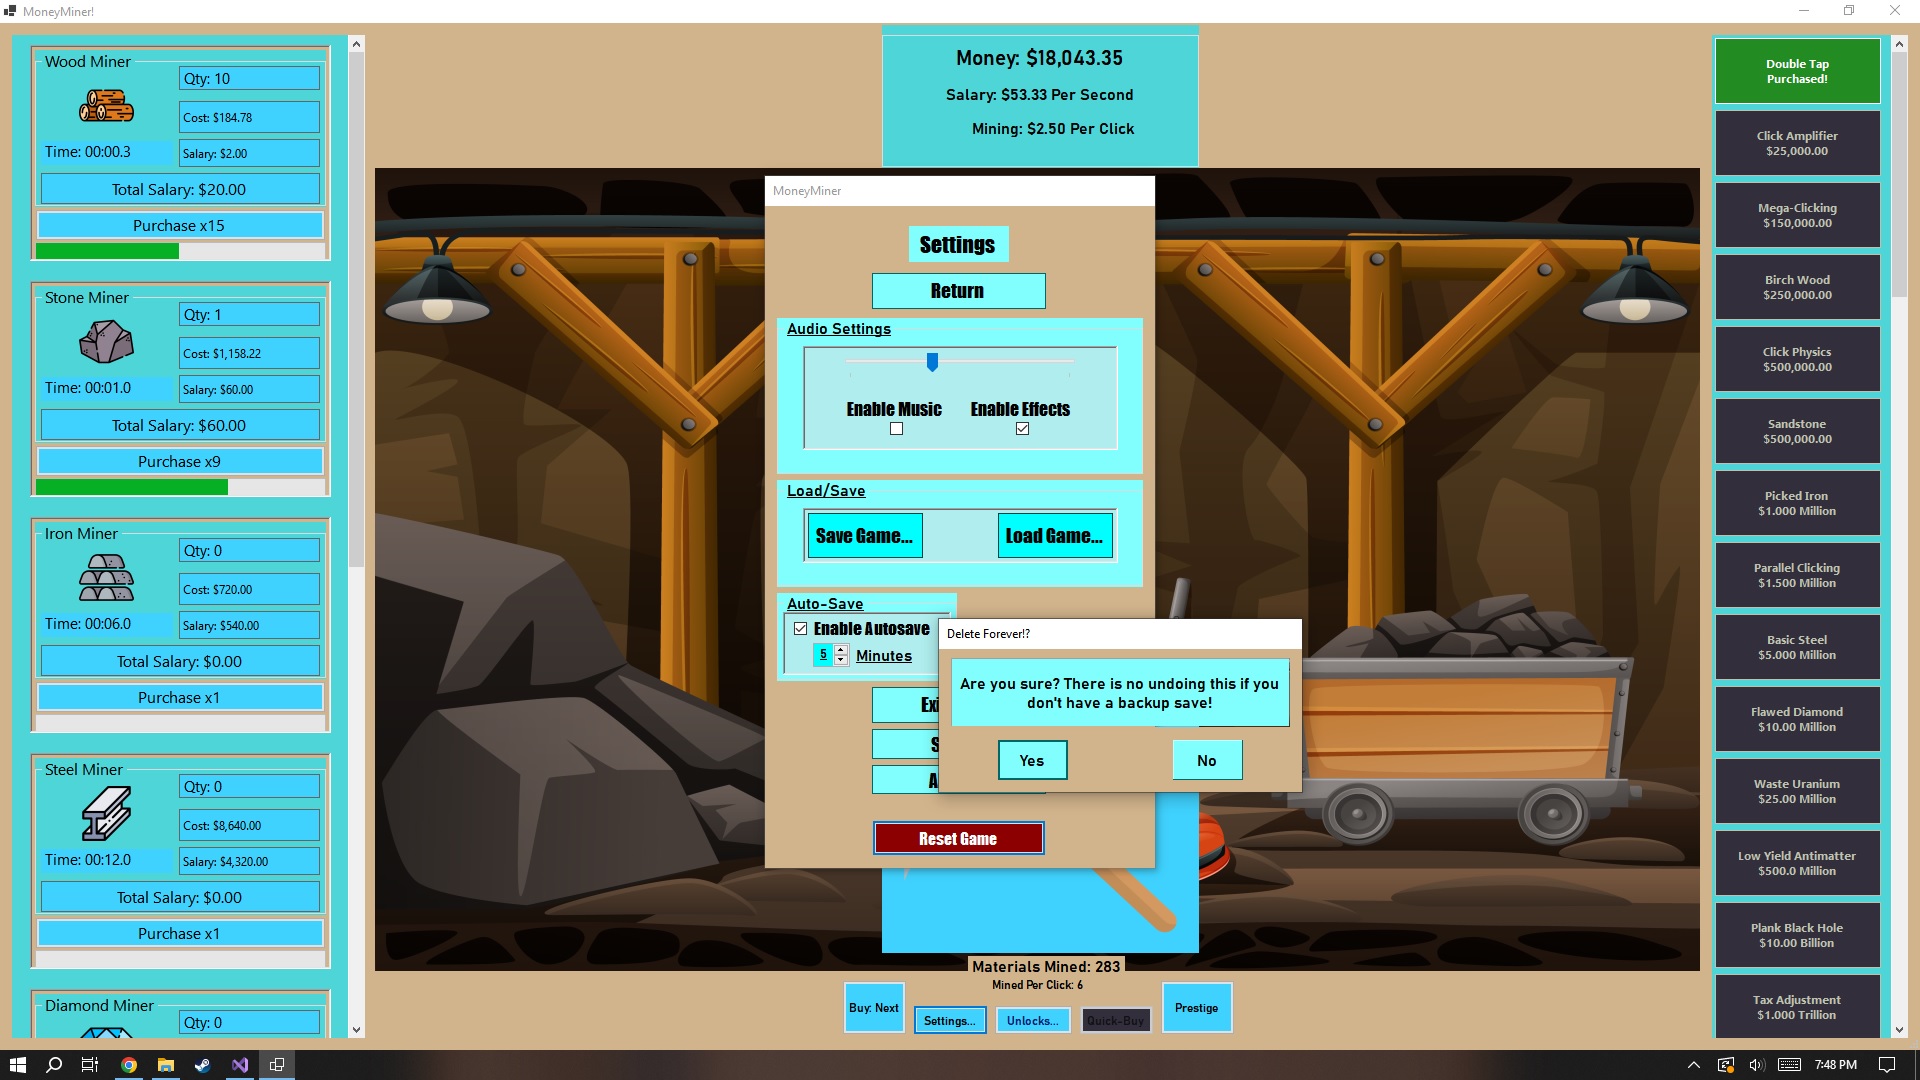 MoneyMiner!
Wood Miner
Qty: 10
Cost: $184.78
Time: 00:00.3
Salary: $2.00
Total Salary: $20.00
Purchase x15
Stone Miner
Qty: 1
Cost: $1,158.22
Time: 00:01.0
Salary: $60.00
Total Salary: $60.00
Purchase x9
Iron Miner
Qty: 0
Cost: $720.00
Time: 00:06.0
Salary: $540.00
Total Salary: $0.00
Purchase x1
Steel Miner
Qty: 0
Cost: $8,640.00
Time: 00:12.0
Salary: $4,320.00
Total Salary: $0.00
Purchase x1
Diamond Miner
Qty: 0
Money: $18,043.35
Salary: $53.33 Per Second
Mining: $2.50 Per Click
MoneyMiner
Settings
Return
Audio Settings
Enable Music
Enable Effects
Load/Save
Save Game...
Load Game...
Auto-Save
Enable Autosave
5 Minutes
Delete Forever!?
Are you sure? There is no undoing this if you
don't have a backup save!
Yes
No
Reset Game
Materials Mined: 283
Mined Per Click: 6
Buy: Next
Settings...
Unlocks...
Quick-Buy
Prestige
Double Tap
Purchased!
Click Amplifier
$25,000.00
Mega-Clicking
$150,000.00
Birch Wood
$250,000.00
Click Physics
$500,000.00
Sandstone
$500,000.00
Picked Iron
$1.000 Million
Parallel Clicking
$1.500 Million
Basic Steel
$5.000 Million
Flawed Diamond
$10.00 Million
Waste Uranium
$25.00 Million
Low Yield Antimatter
$500.0 Million
Plank Black Hole
$10.00 Billion
Tax Adjustment
$1.000 Trillion
7:48 PM